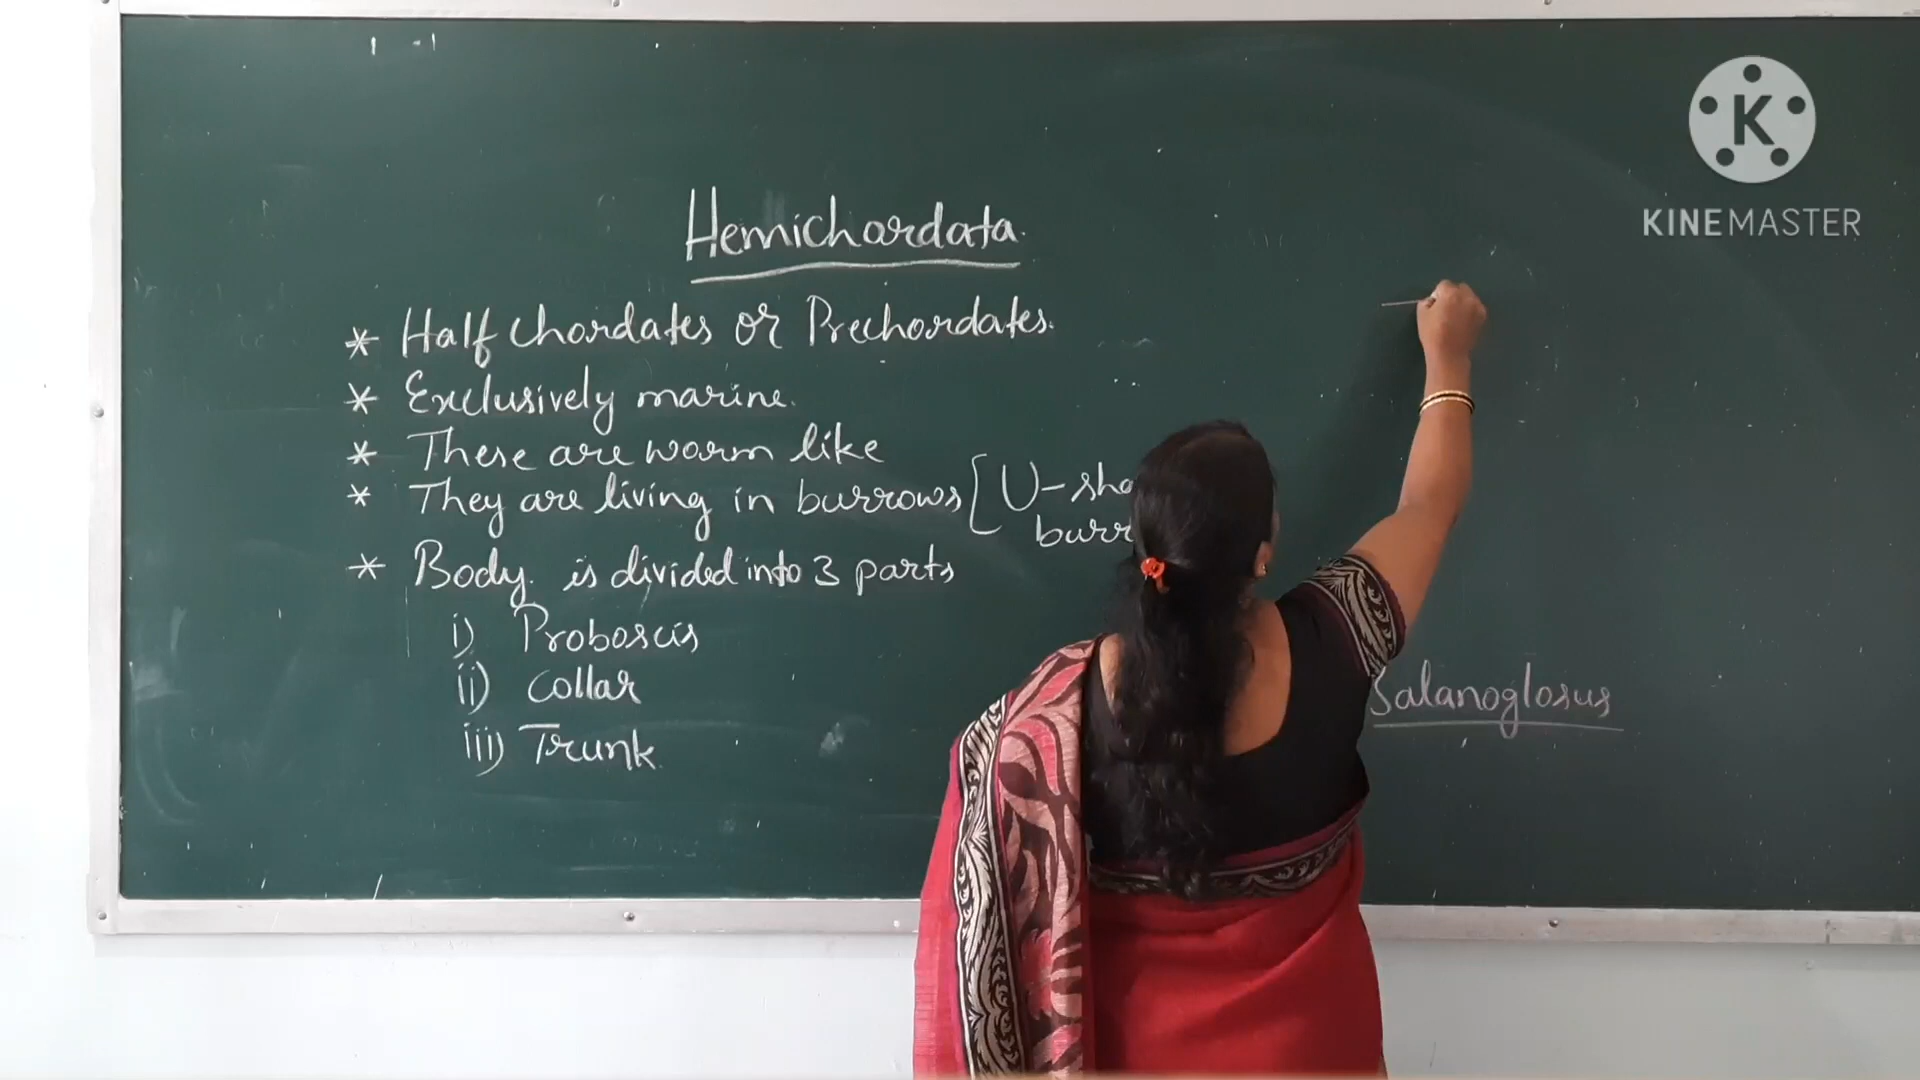 K
KINEMASTER
Hemichordata
* Half chordates or Prechordates.
* Exclusively marine.
* These are worm like
* They are living in burrows [U-sha
burr
* Body is divided into 3 parts
i) Proboscis
ii) Collar
iii) Trunk
Balanoglosus